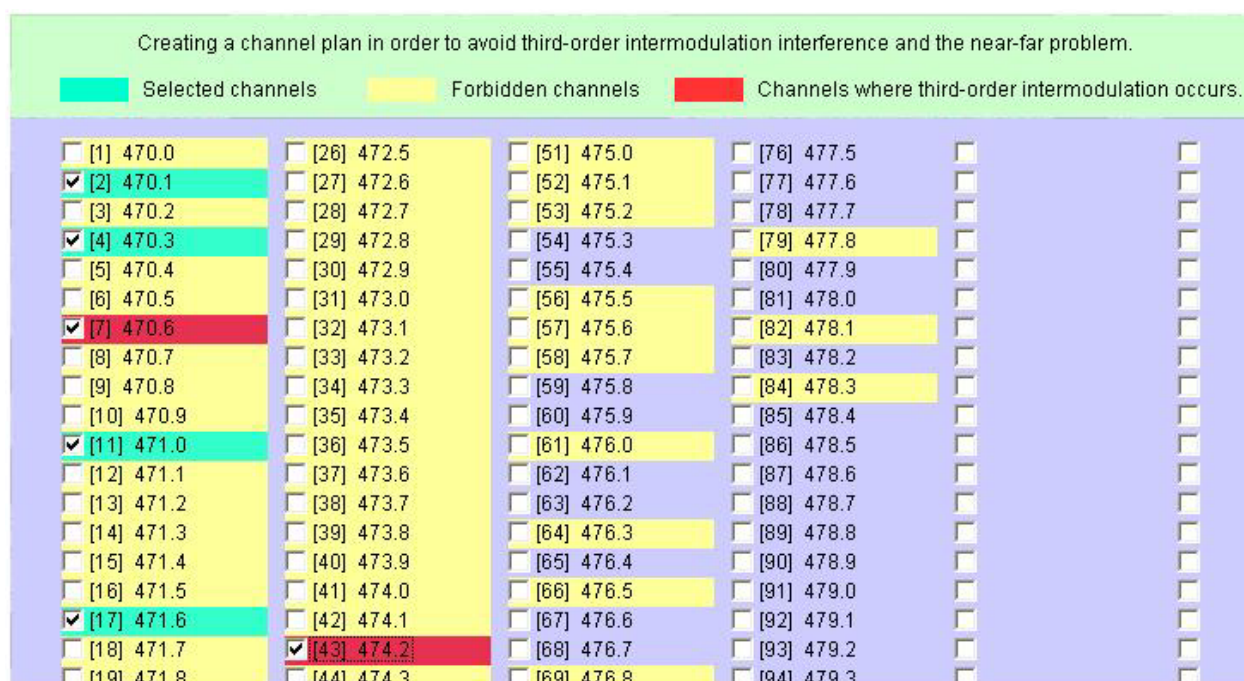 Creating a channel plan in order to avoid third-order intermodulation interference and the near-far problem.
Selected channels Forbidden channels Channels where third-order intermodulation occurs.
[1] 470.0 [26] 472.5 [51] 475.0 [76] 477.5
[2] 470.1 [27] 472.6 [52] 475.1 [77] 477.6
[3] 470.2 [28] 472.7 [53] 475.2 [78] 477.7
[4] 470.3 [29] 472.8 [54] 475.3 [79] 477.8
[5] 470.4 [30] 472.9 [55] 475.4 [80] 477.9
[6] 470.5 [31] 473.0 [56] 475.5 [81] 478.0
[7] 470.6 [32] 473.1 [57] 475.6 [82] 478.1
[8] 470.7 [33] 473.2 [58] 475.7 [83] 478.2
[9] 470.8 [34] 473.3 [59] 475.8 [84] 478.3
[10] 470.9 [35] 473.4 [60] 475.9 [85] 478.4
[11] 471.0 [36] 473.5 [61] 476.0 [86] 478.5
[12] 471.1 [37] 473.6 [62] 476.1 [87] 478.6
[13] 471.2 [38] 473.7 [63] 476.2 [88] 478.7
[14] 471.3 [39] 473.8 [64] 476.3 [89] 478.8
[15] 471.4 [40] 473.9 [65] 476.4 [90] 478.9
[16] 471.5 [41] 474.0 [66] 476.5 [91] 479.0
[17] 471.6 [42] 474.1 [67] 476.6 [92] 479.1
[18] 471.7 [43] 474.2 [68] 476.7 [93] 479.2
[19] 471.8 [44] 474.3 [69] 476.8 [94] 479.3